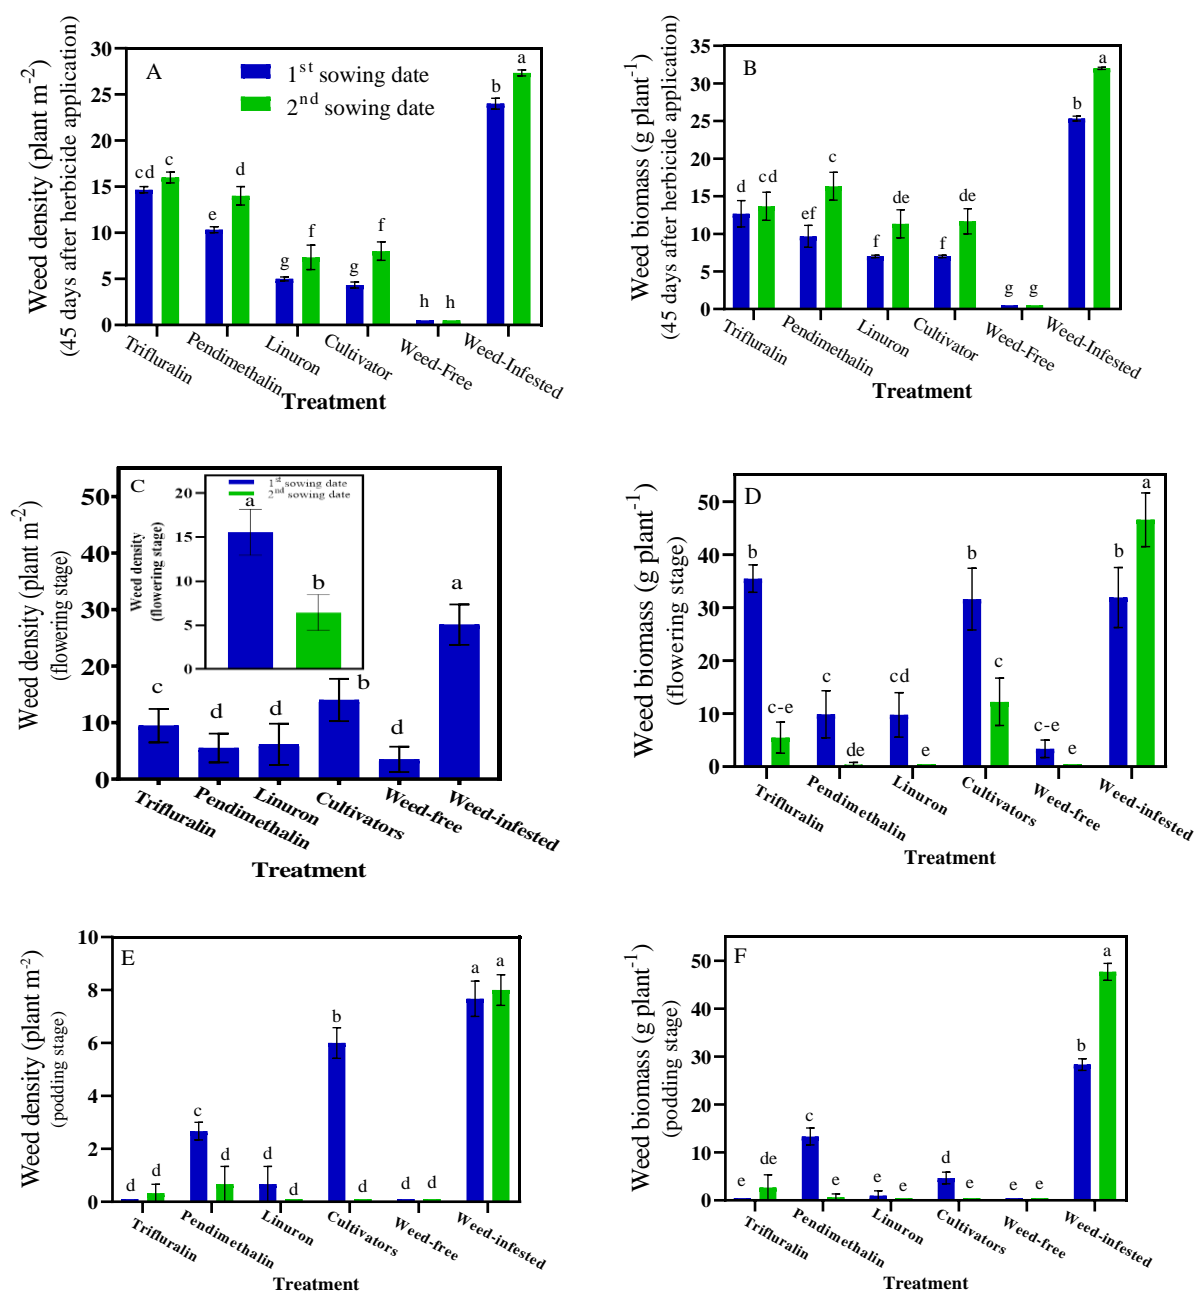 Weed density (plant m-2)
(45 days after herbicide application)
30
25
20
15
10
5
0
A
1st sowing date
2nd sowing date
cd
c
e
d
g
f
g
f
h
h
b
a
Trifluralin
Pendimethalin
Linuron
Cultivator
Weed-Free
Weed-Infested
Treatment
Weed biomass (g plant-1)
(45 days after herbicide application)
35
30
25
20
15
10
5
0
B
d
cd
ef
c
f
de
f
de
g
g
b
a
Trifluralin
Pendimethalin
Linuron
Cultivator
Weed-Free
Weed-Infested
Treatment
Weed density (plant m-2)
(flowering stage)
50
40
30
20
10
0
C
Weed density
(flowering stage)
20
15
10
5
0
1st sowing date
2nd sowing date
a
b
c
d
d
b
d
a
Trifluralin
Pendimethalin
Linuron
Cultivators
Weed-free
Weed-infested
Treatment
Weed biomass (g plant-1)
(flowering stage)
50
40
30
20
10
0
D
b
c-e
c
de
cd
e
b
c
c-e
e
b
a
Trifluralin
Pendimethalin
Linuron
Cultivators
Weed-free
Weed-infested
Treatment
Weed density (plant m-2)
(podding stage)
10
8
6
4
2
0
E
d
d
c
d
d
d
b
d
d
d
a
a
Trifluralin
Pendimethalin
Linuron
Cultivators
Weed-free
Weed-infested
Treatment
Weed biomass (g plant-1)
(podding stage)
50
40
30
20
10
0
F
e
de
c
e
e
e
d
e
e
e
b
a
Trifluralin
Pendimethalin
Linuron
Cultivators
Weed-free
Weed-infested
Treatment